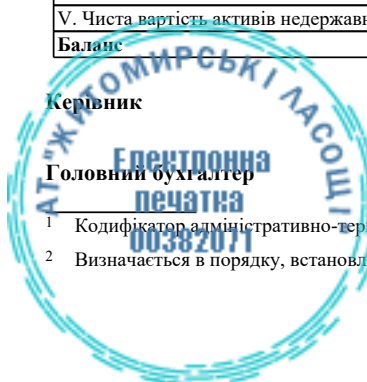 V. Чиста вартість активів недержавн
Баланс
Керівник
Головний бухгалтер
АТ "ЖИТОМИРСЬКІ ЛАСОЩІ"
Електронна
печатка
00382071
1 Кодифікатор адміністративно-тер
2 Визначається в порядку, встановл